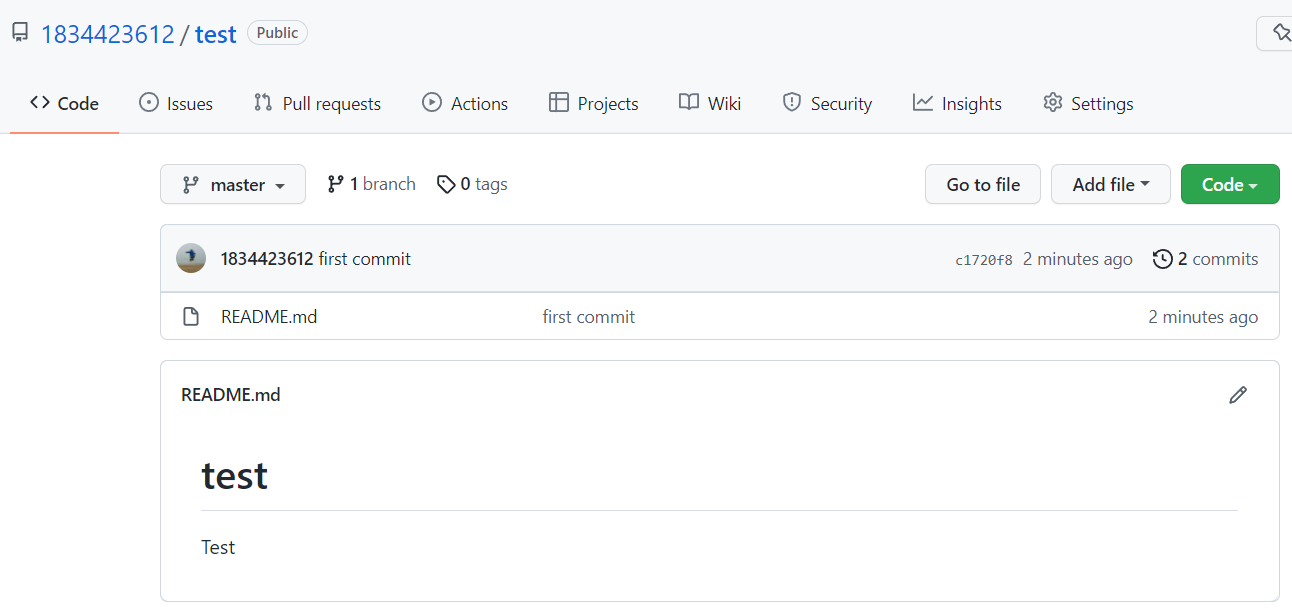 1834423612 / test Public
Code Issues Pull requests Actions Projects Wiki Security Insights Settings
master 1 branch 0 tags Go to file Add file Code
1834423612 first commit c1720f8 2 minutes ago 2 commits
README.md first commit 2 minutes ago
README.md
test
Test